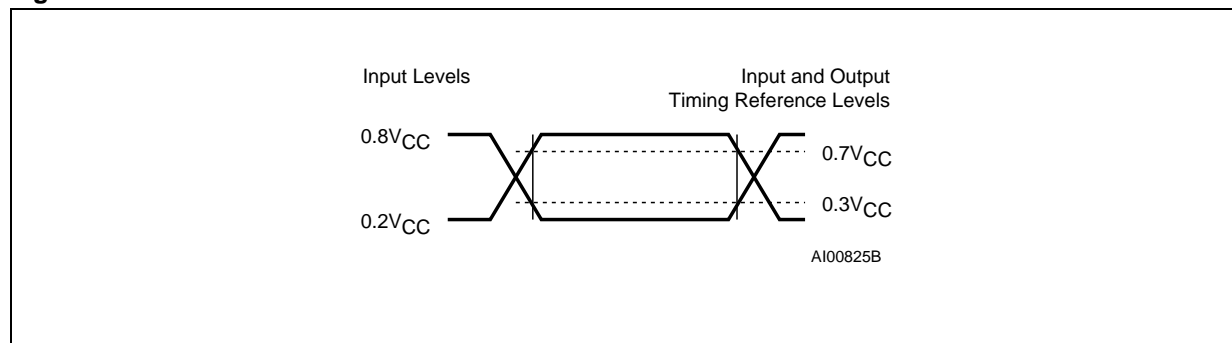 Input Levels
Input and Output
Timing Reference Levels
0.8VCC
0.7VCC
0.3VCC
0.2VCC
AI00825B